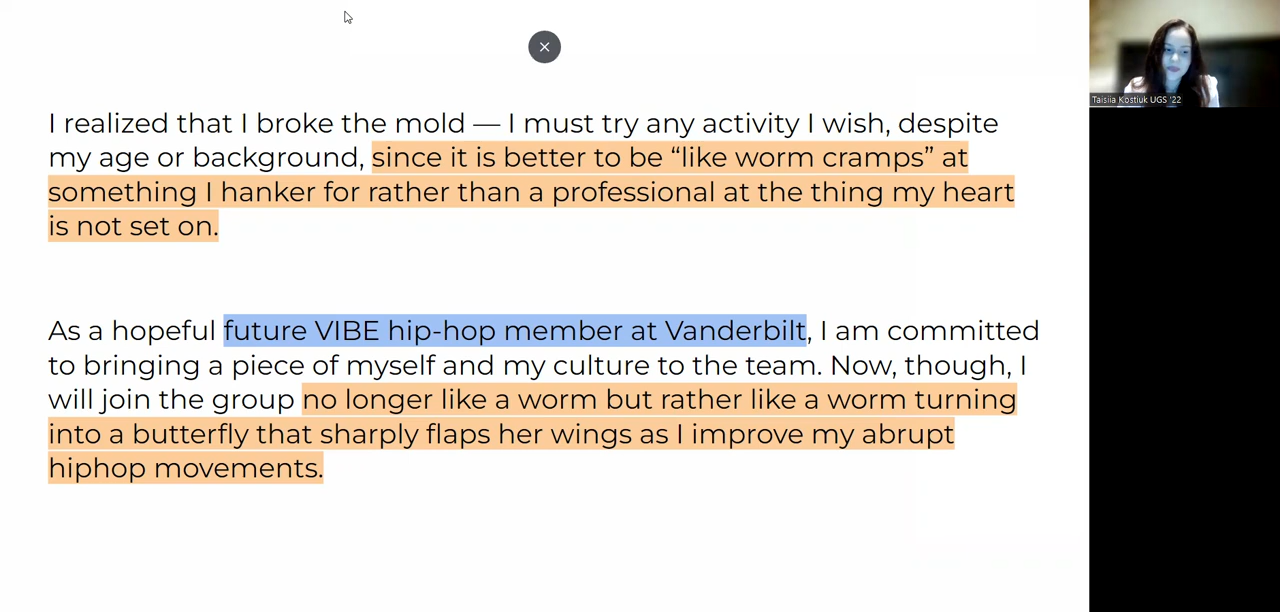 I realized that I broke the mold — I must try any activity I wish, despite
my age or background, since it is better to be “like worm cramps” at
something I hanker for rather than a professional at the thing my heart
is not set on.
As a hopeful future VIBE hip-hop member at Vanderbilt, I am committed
to bringing a piece of myself and my culture to the team. Now, though, I
will join the group no longer like a worm but rather like a worm turning
into a butterfly that sharply flaps her wings as I improve my abrupt
hiphop movements.
Taisiia Kostiuk UGS '22